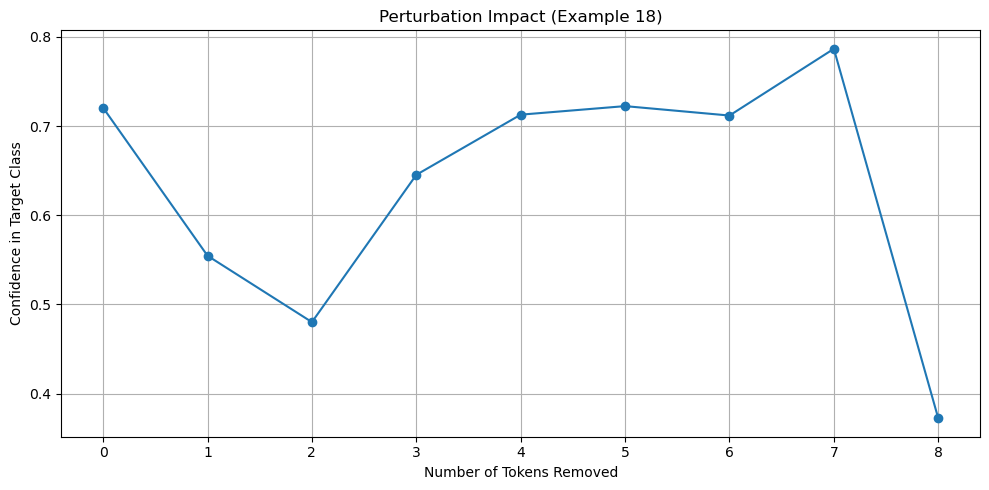 Perturbation Impact (Example 18)
Confidence in Target Class
0.8
0.7
0.6
0.5
0.4
0 1 2 3 4 5 6 7 8
Number of Tokens Removed